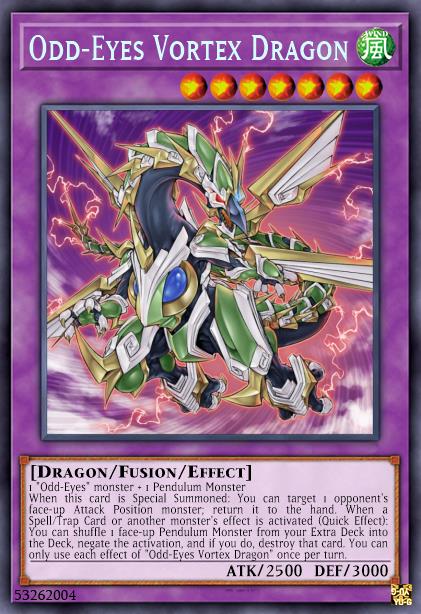 ODD-EYES VORTEX DRAGON
WIND
風
[DRAGON/FUSION/EFFECT]
1 "Odd-Eyes" monster + 1 Pendulum Monster
When this card is Special Summoned: You can target 1 opponent's
face-up Attack Position monster; return it to the hand. When a
Spell/Trap Card or another monster's effect is activated (Quick Effect):
You can shuffle 1 face-up Pendulum Monster from your Extra Deck into
the Deck, negate the activation, and if you do, destroy that card. You can
only use each effect of "Odd-Eyes Vortex Dragon" once per turn.
ATK/2500 DEF/3000
53262004